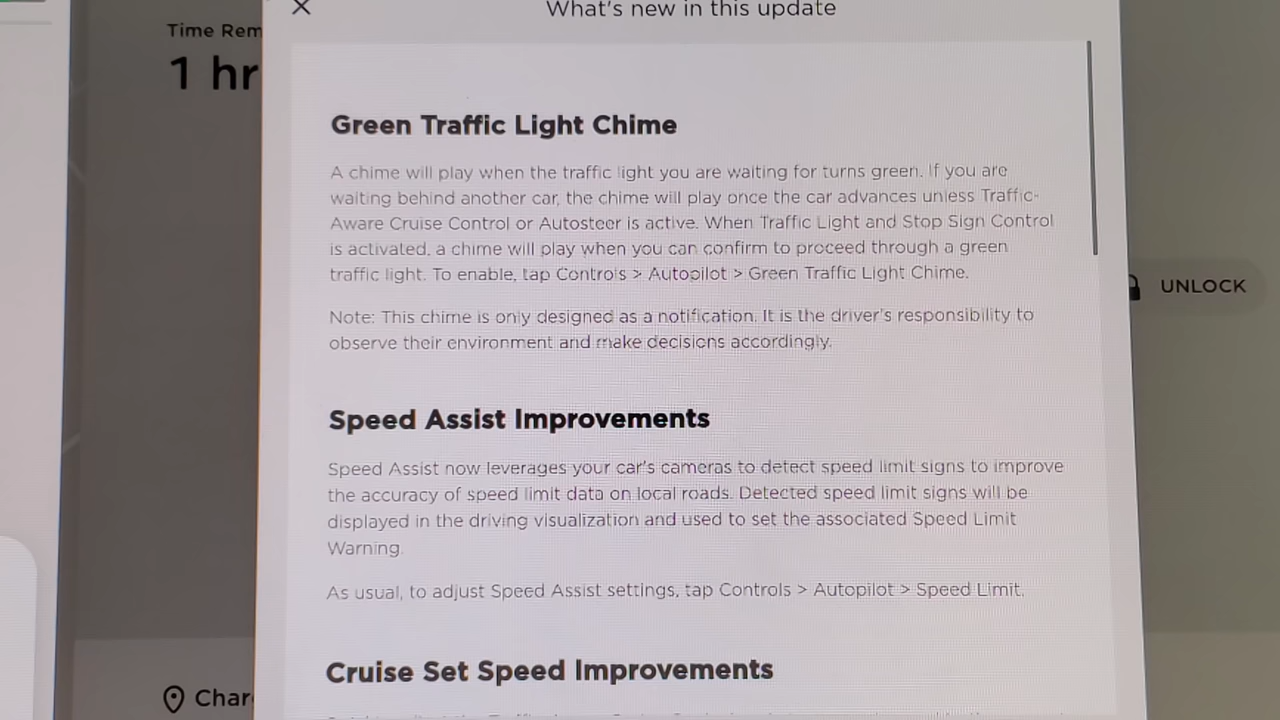 What's new in this update
Time Rem
1 hr
Green Traffic Light Chime
A chime will play when the traffic light you are waiting for turns green. If you are
waiting behind another car, the chime will play once the car advances unless Traffic-
Aware Cruise Control or Autosteer is active. When Traffic Light and Stop Sign Control
is activated, a chime will play when you can confirm to proceed through a green
traffic light. To enable, tap Controls > Autopilot > Green Traffic Light Chime.
UNLOCK
Note: This chime is only designed as a notification. It is the driver's responsibility to
observe their environment and make decisions accordingly.
Speed Assist Improvements
Speed Assist now leverages your car's cameras to detect speed limit signs to improve
the accuracy of speed limit data on local roads. Detected speed limit signs will be
displayed in the driving visualization and used to set the associated Speed Limit
Warning.
As usual, to adjust Speed Assist settings, tap Controls > Autopilot > Speed Limit.
Cruise Set Speed Improvements
Char